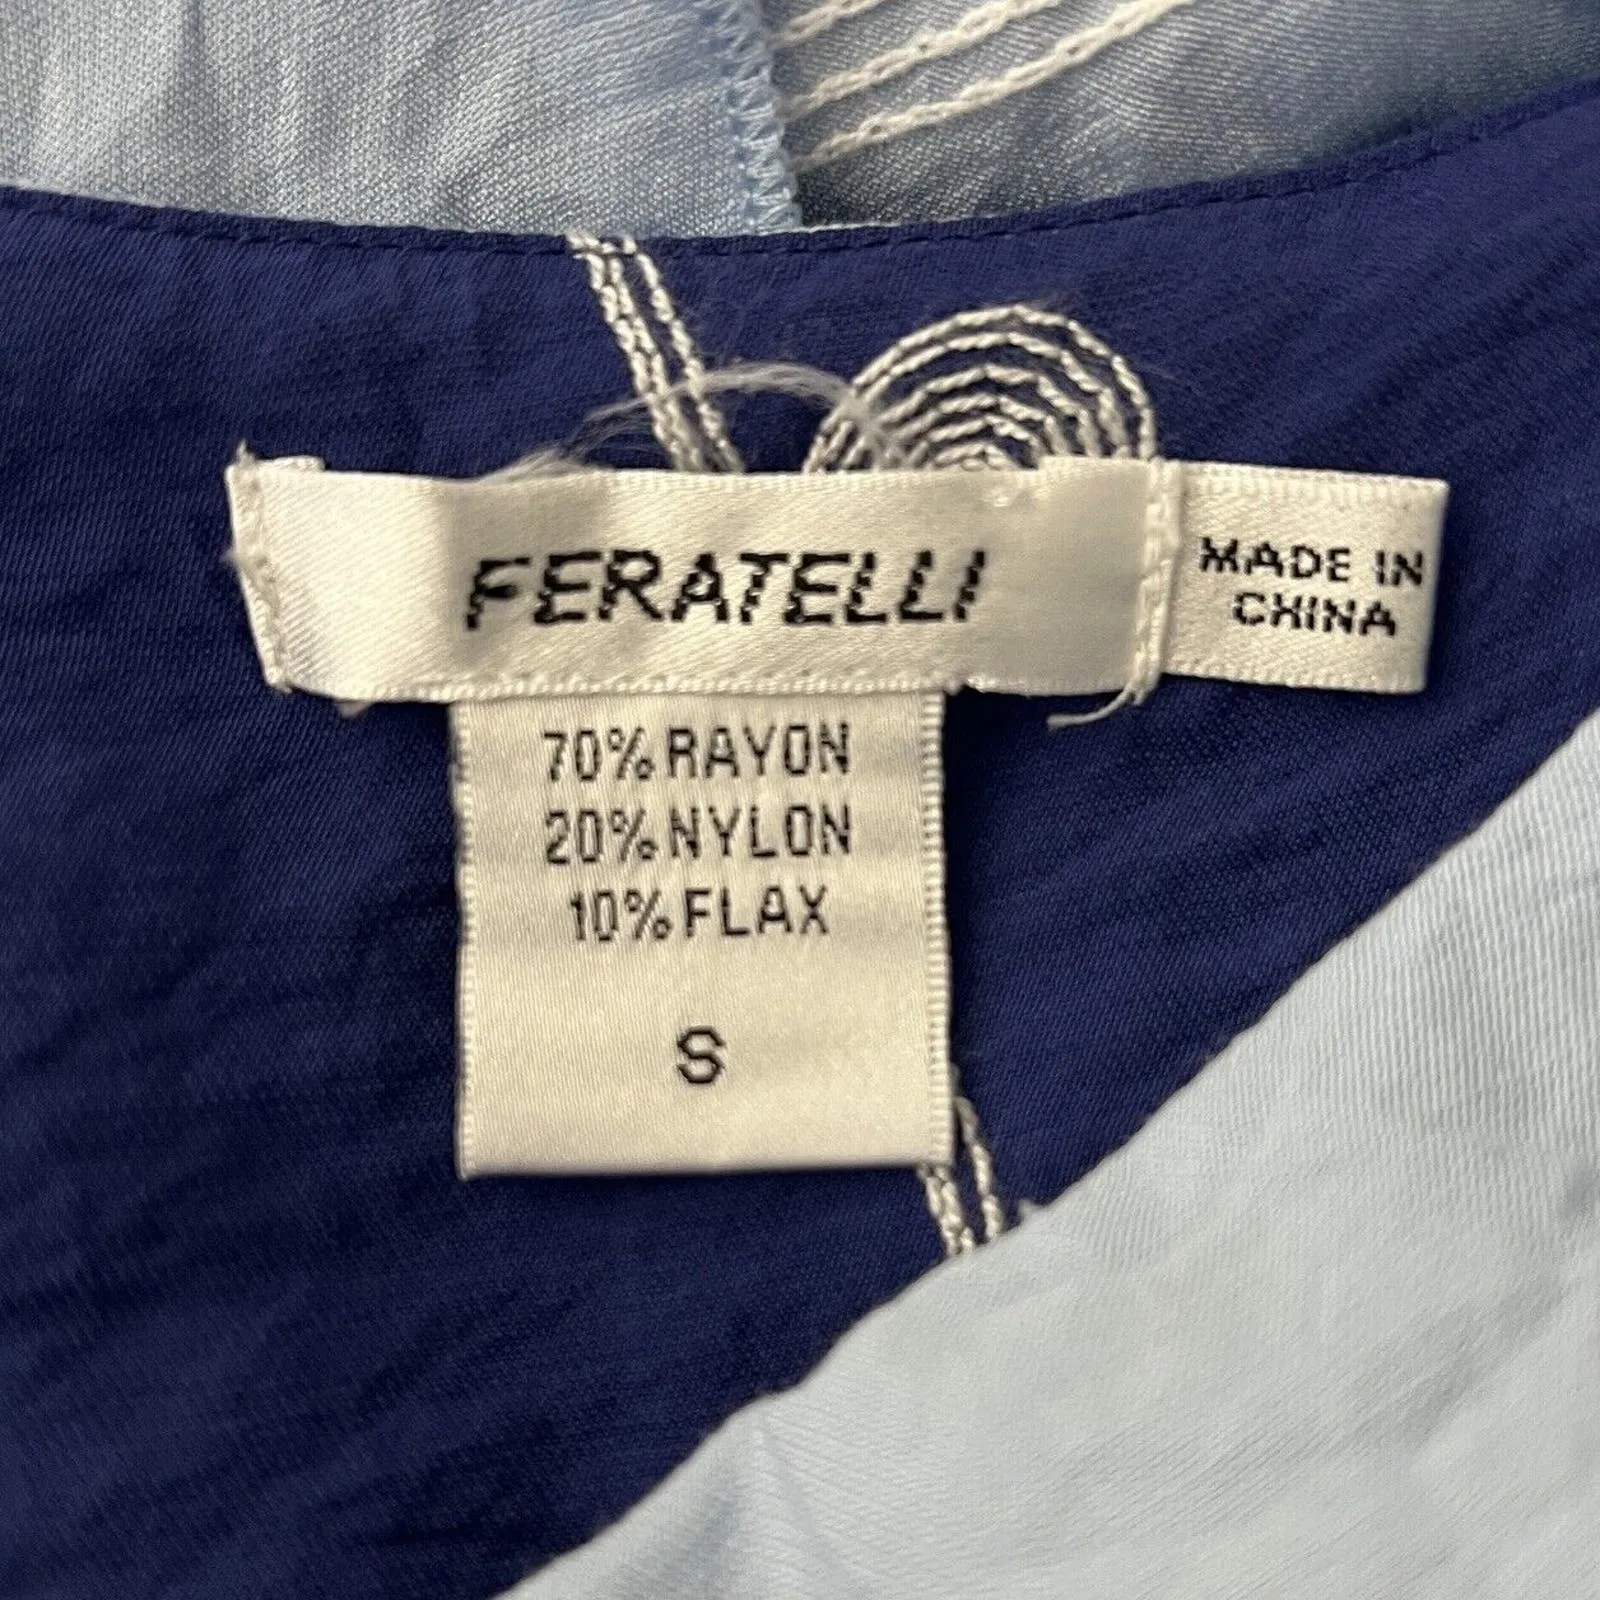 FERATELLI
MADE IN
CHINA
70% RAYON
20% NYLON
10% FLAX
S